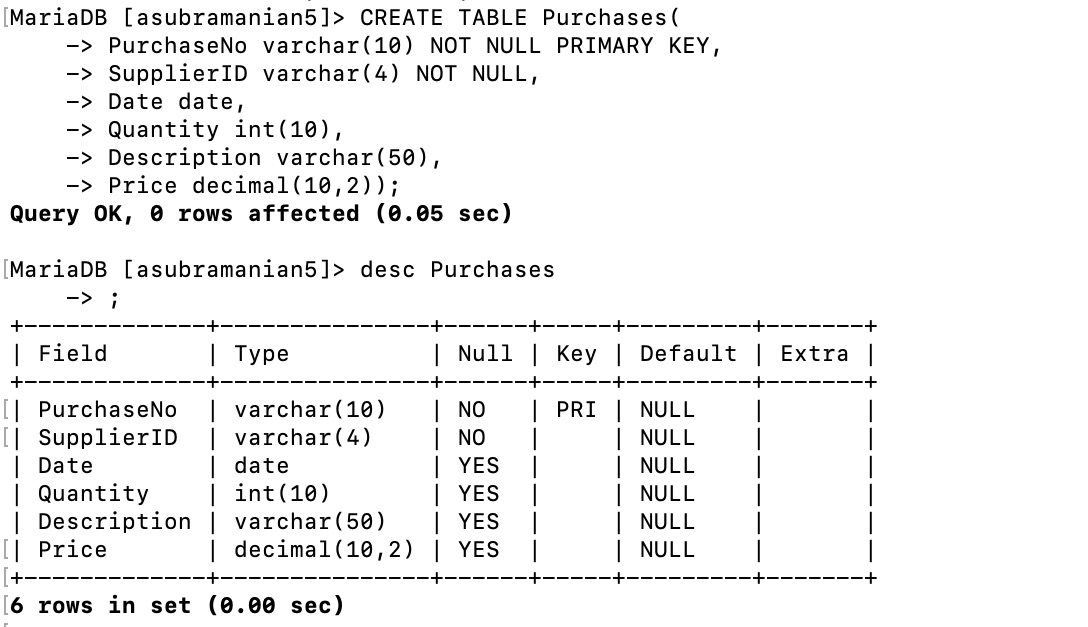 [MariaDB [asubramanian5]> CREATE TABLE Purchases(
    -> PurchaseNo varchar(10) NOT NULL PRIMARY KEY,
    -> SupplierID varchar(4) NOT NULL,
    -> Date date,
    -> Quantity int(10),
    -> Description varchar(50),
    -> Price decimal(10,2));
Query OK, 0 rows affected (0.05 sec)

[MariaDB [asubramanian5]> desc Purchases
    -> ;
+-------------+---------------+------+-----+---------+-------+
| Field       | Type          | Null | Key | Default | Extra |
+-------------+---------------+------+-----+---------+-------+
[| PurchaseNo  | varchar(10)   | NO   | PRI | NULL    |       |
[| SupplierID  | varchar(4)    | NO   |     | NULL    |       |
| Date        | date          | YES  |     | NULL    |       |
| Quantity    | int(10)       | YES  |     | NULL    |       |
| Description | varchar(50)   | YES  |     | NULL    |       |
[| Price       | decimal(10,2) | YES  |     | NULL    |       |
[+-------------+---------------+------+-----+---------+-------+
[6 rows in set (0.00 sec)